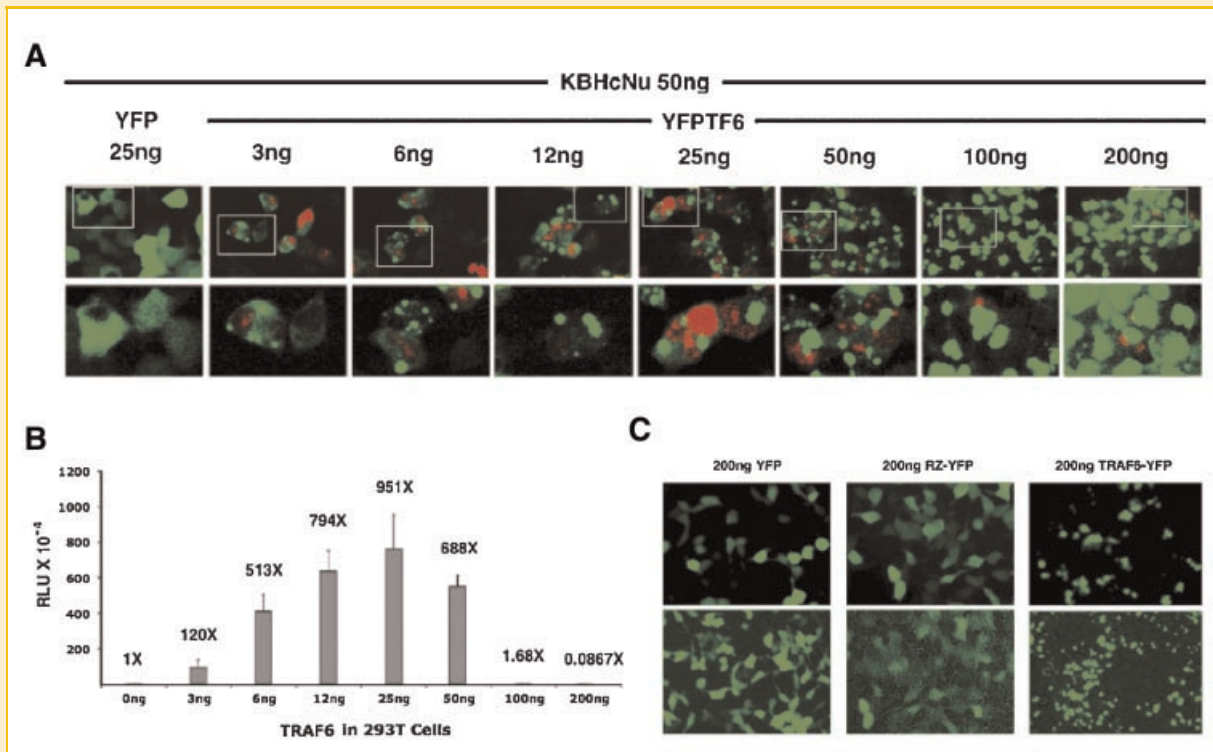 A
KBHcNu 50ng
YFP YFPTF6
25ng 3ng 6ng 12ng 25ng 50ng 100ng 200ng
B
1200
1000
800
600
400
200
RLU X 10⁻⁴
1X 120X 513X 794X 951X 688X 1.68X 0.0867X
0ng 3ng 6ng 12ng 25ng 50ng 100ng 200ng
TRAF6 in 293T Cells
C
200ng YFP 200ng RZ-YFP 200ng TRAF6-YFP